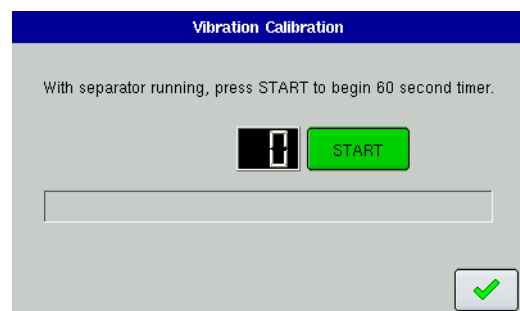 Vibration Calibration
With separator running, press START to begin 60 second timer.
0 START